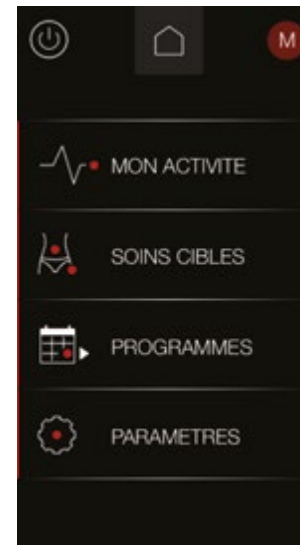 M
MON ACTIVITE
SOINS CIBLES
PROGRAMMES
PARAMETRES